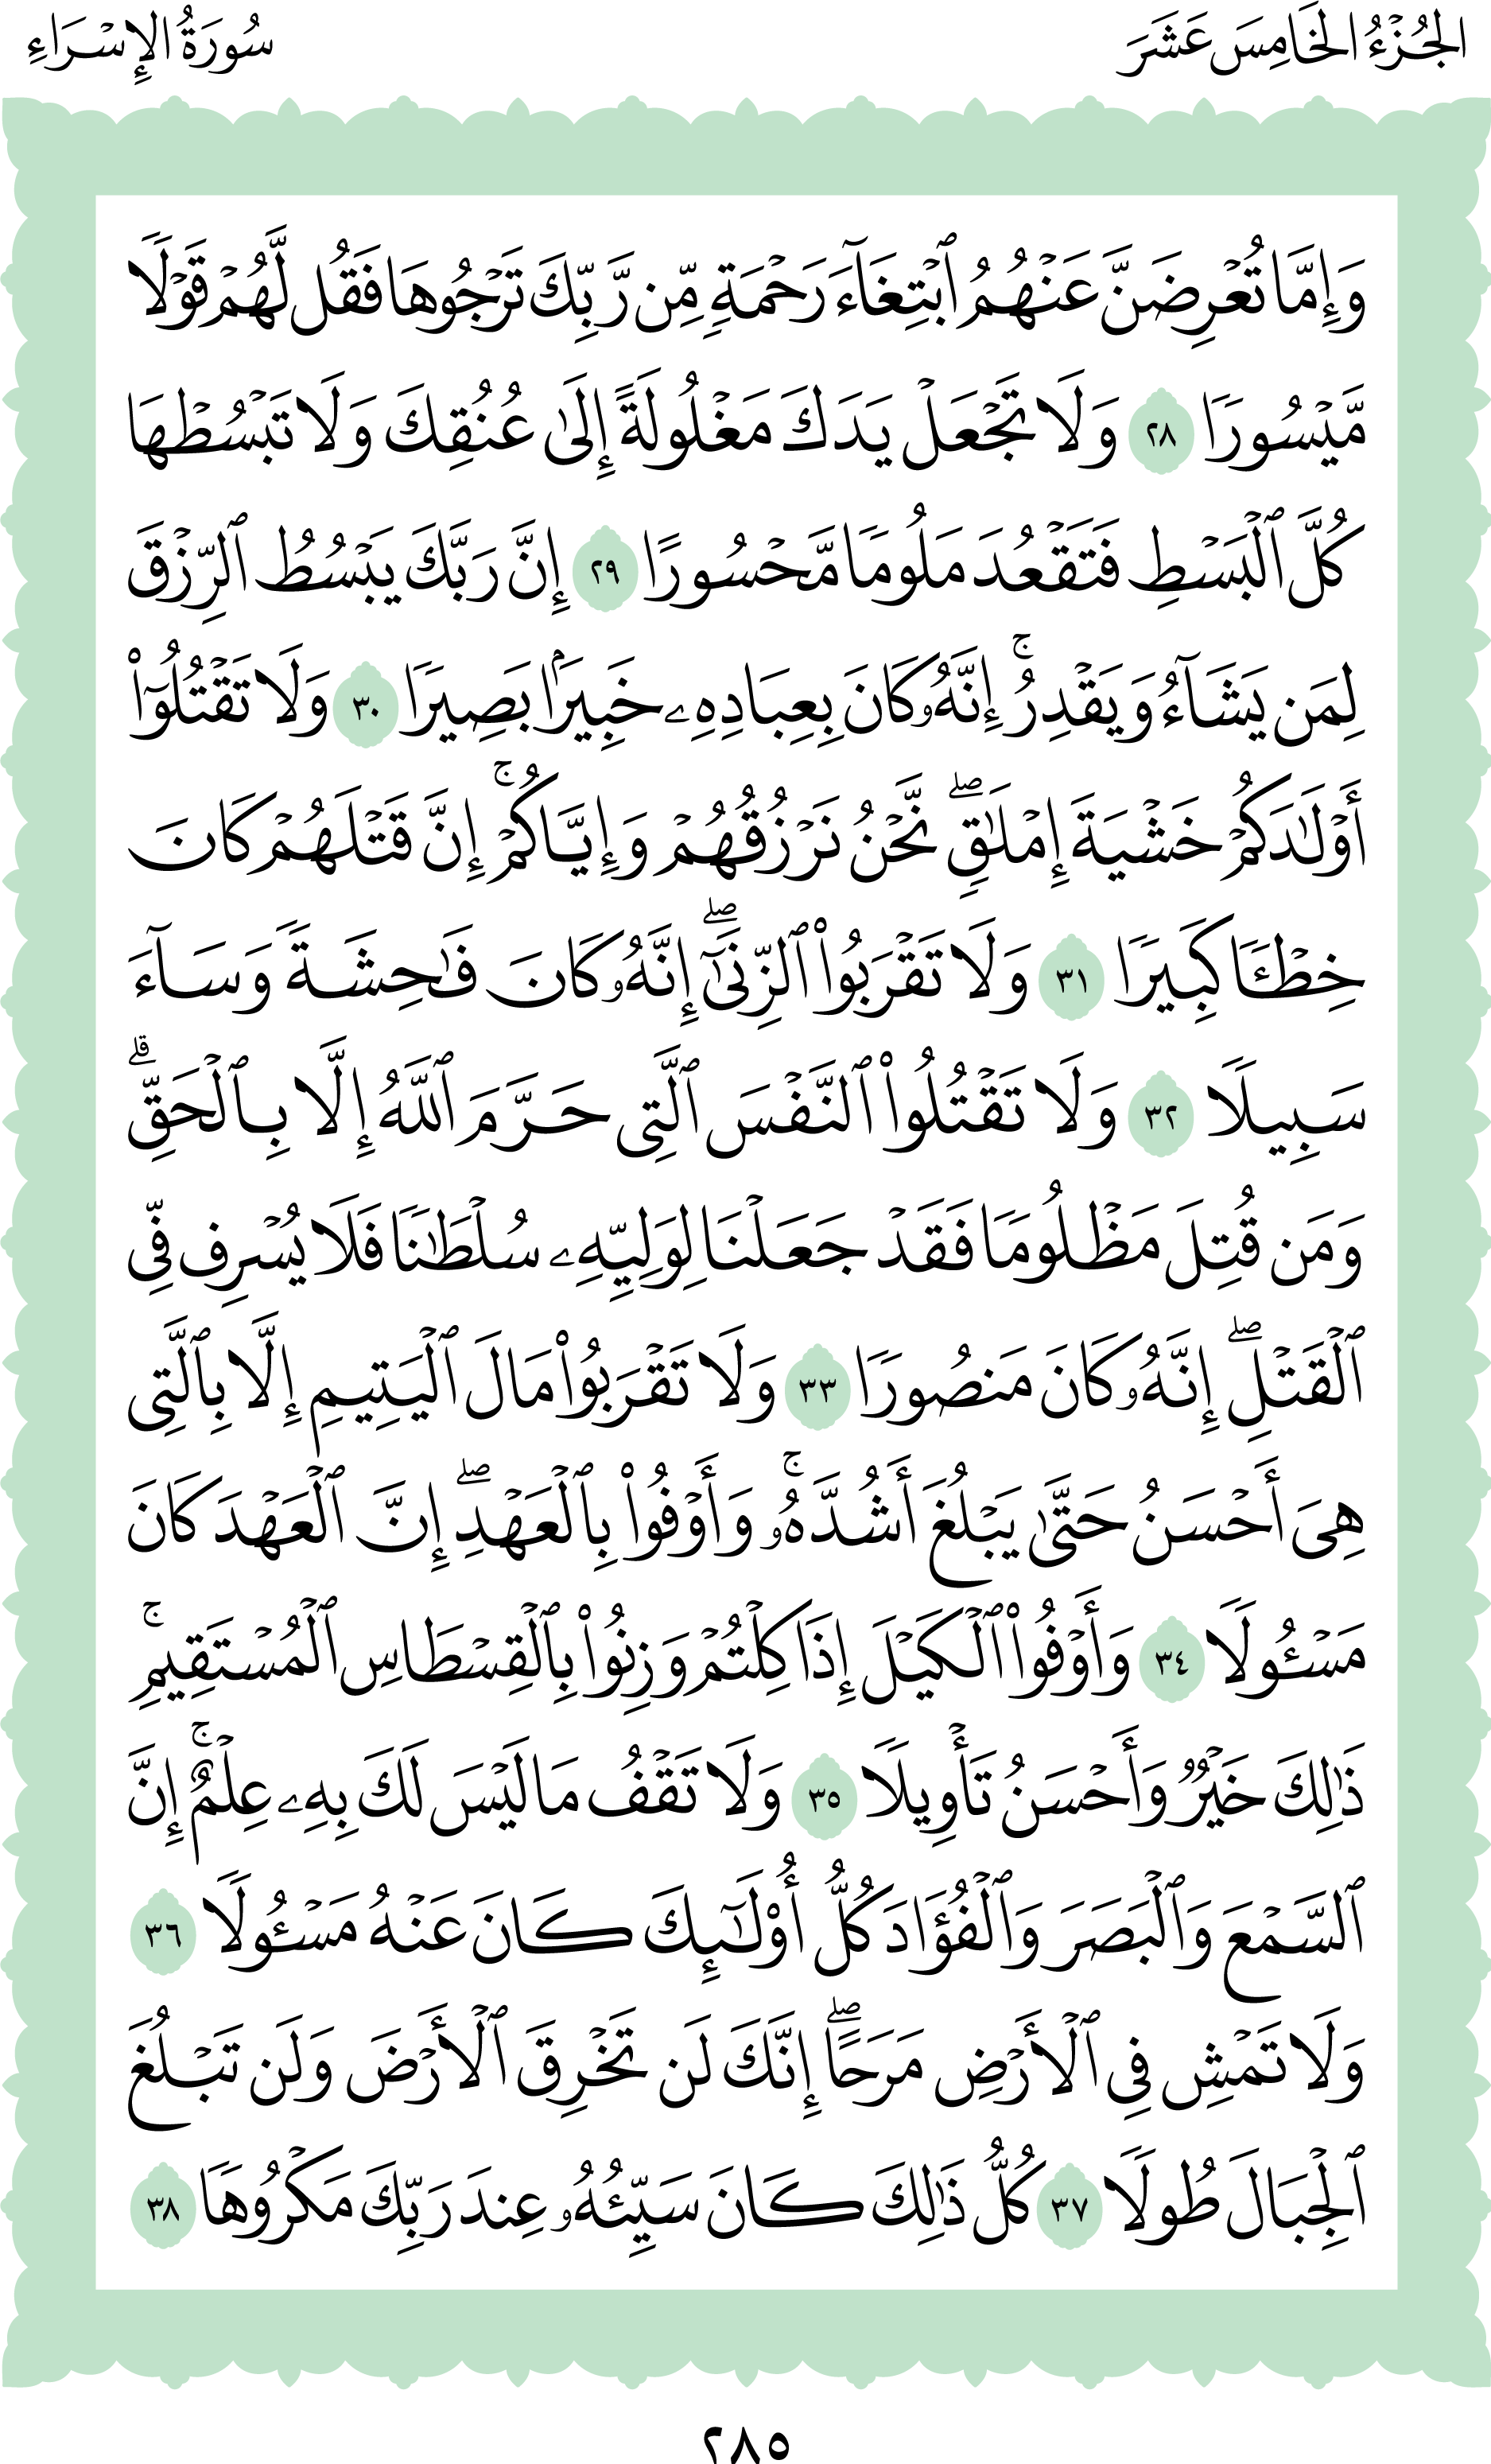 الجُزْءُ الخَامِسَ عَشَرَ
سُورَةُ الإِسْرَاءِ
وَإِمَّا تُعْرِضَنَّ عَنْهُمُ ٱبْتِغَآءَ رَحْمَةٍ مِّن رَّبِّكَ تَرْجُوهَا فَقُل لَّهُمْ قَوْلًا
مَّيْسُورًا ٢٨ وَلَا تَجْعَلْ يَدَكَ مَغْلُولَةً إِلَىٰ عُنُقِكَ وَلَا تَبْسُطْهَا
كُلَّ ٱلْبَسْطِ فَتَقْعُدَ مَلُومًا مَّحْسُورًا ٢٩ إِنَّ رَبَّكَ يَبْسُطُ ٱلرِّزْقَ
لِمَن يَشَآءُ وَيَقْدِرُ ۚ إِنَّهُۥ كَانَ بِعِبَادِهِۦ خَبِيرًۢا بَصِيرًا ٣٠ وَلَا تَقْتُلُوٓا۟
أَوْلَـٰدَكُمْ خَشْيَةَ إِمْلَـٰقٍ ۖ نَّحْنُ نَرْزُقُهُمْ وَإِيَّاكُمْ ۚ إِنَّ قَتْلَهُمْ كَانَ
خِطْـًٔا كَبِيرًا ٣١ وَلَا تَقْرَبُوا۟ ٱلزِّنَىٰٓ ۖ إِنَّهُۥ كَانَ فَـٰحِشَةً وَسَآءَ
سَبِيلًا ٣٢ وَلَا تَقْتُلُوا۟ ٱلنَّفْسَ ٱلَّتِى حَرَّمَ ٱللَّهُ إِلَّا بِٱلْحَقِّ ۗ
وَمَن قُتِلَ مَظْلُومًا فَقَدْ جَعَلْنَا لِوَلِيِّهِۦ سُلْطَـٰنًا فَلَا يُسْرِف فِّى
ٱلْقَتْلِ ۖ إِنَّهُۥ كَانَ مَنصُورًا ٣٣ وَلَا تَقْرَبُوا۟ مَالَ ٱلْيَتِيمِ إِلَّا بِٱلَّتِى
هِىَ أَحْسَنُ حَتَّىٰ يَبْلُغَ أَشُدَّهُۥ ۚ وَأَوْفُوا۟ بِٱلْعَهْدِ ۖ إِنَّ ٱلْعَهْدَ كَانَ
مَسْـُٔولًا ٣٤ وَأَوْفُوا۟ ٱلْكَيْلَ إِذَا كِلْتُمْ وَزِنُوا۟ بِٱلْقِسْطَاسِ ٱلْمُسْتَقِيمِ ۚ
ذَٰلِكَ خَيْرٌ وَأَحْسَنُ تَأْوِيلًا ٣٥ وَلَا تَقْفُ مَا لَيْسَ لَكَ بِهِۦ عِلْمٌ ۚ إِنَّ
ٱلسَّمْعَ وَٱلْبَصَرَ وَٱلْفُؤَادَ كُلُّ أُو۟لَـٰٓئِكَ كَانَ عَنْهُ مَسْـُٔولًا ٣٦
وَلَا تَمْشِ فِى ٱلْأَرْضِ مَرَحًا ۖ إِنَّكَ لَن تَخْرِقَ ٱلْأَرْضَ وَلَن تَبْلُغَ
ٱلْجِبَالَ طُولًا ٣٧ كُلُّ ذَٰلِكَ كَانَ سَيِّئُهُۥ عِندَ رَبِّكَ مَكْرُوهًا ٣٨
٢٨٥